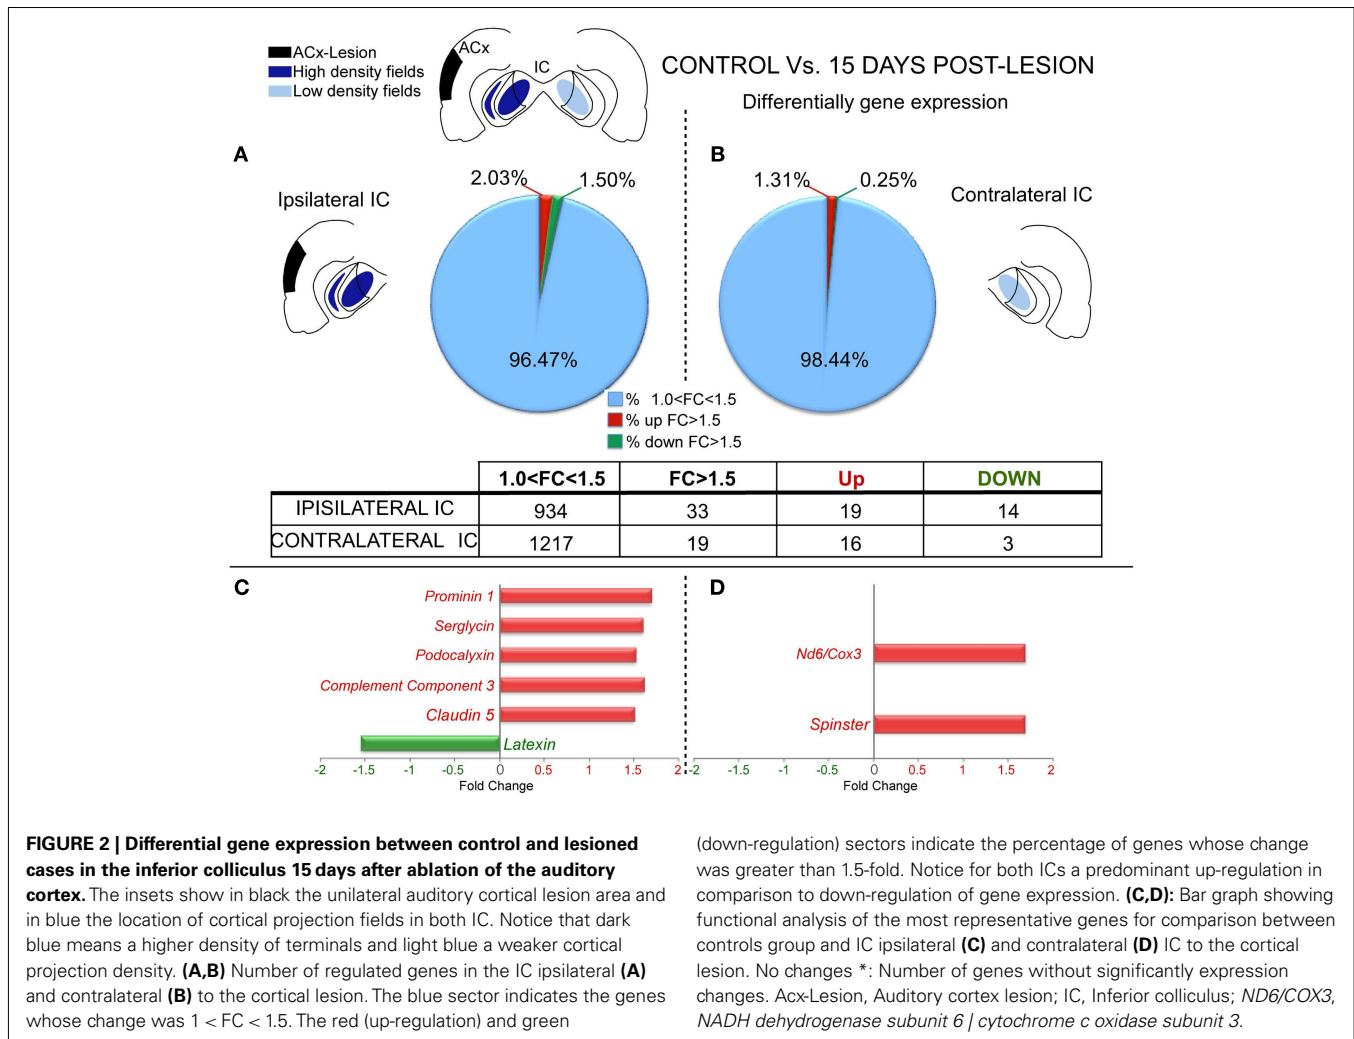 ACx-Lesion
High density fields
Low density fields
ACx
IC
CONTROL Vs. 15 DAYS POST-LESION
Differentially gene expression
A
B
Ipsilateral IC
2.03%
1.50%
96.47%
1.31%
0.25%
98.44%
Contralateral IC
% 1.0<FC<1.5
% up FC>1.5
% down FC>1.5
1.0<FC<1.5 FC>1.5 Up DOWN
IPISILATERAL IC 934 33 19 14
CONTRALATERAL IC 1217 19 16 3
C
Prominin 1
Serglycin
Podocalyxin
Complement Component 3
Claudin 5
Latexin
-2 -1.5 -1 -0.5 0 0.5 1 1.5 2
Fold Change
D
Nd6/Cox3
Spinster
-2 -1.5 -1 -0.5 0 0.5 1 1.5 2
Fold Change
FIGURE 2 | Differential gene expression between control and lesioned
cases in the inferior colliculus 15 days after ablation of the auditory
cortex. The insets show in black the unilateral auditory cortical lesion area and
in blue the location of cortical projection fields in both IC. Notice that dark
blue means a higher density of terminals and light blue a weaker cortical
projection density. (A,B) Number of regulated genes in the IC ipsilateral (A)
and contralateral (B) to the cortical lesion. The blue sector indicates the genes
whose change was 1 < FC < 1.5. The red (up-regulation) and green
(down-regulation) sectors indicate the percentage of genes whose change
was greater than 1.5-fold. Notice for both ICs a predominant up-regulation in
comparison to down-regulation of gene expression. (C,D): Bar graph showing
functional analysis of the most representative genes for comparison between
controls group and IC ipsilateral (C) and contralateral (D) IC to the cortical
lesion. No changes *: Number of genes without significantly expression
changes. Acx-Lesion, Auditory cortex lesion; IC, Inferior colliculus; ND6/COX3,
NADH dehydrogenase subunit 6 | cytochrome c oxidase subunit 3.